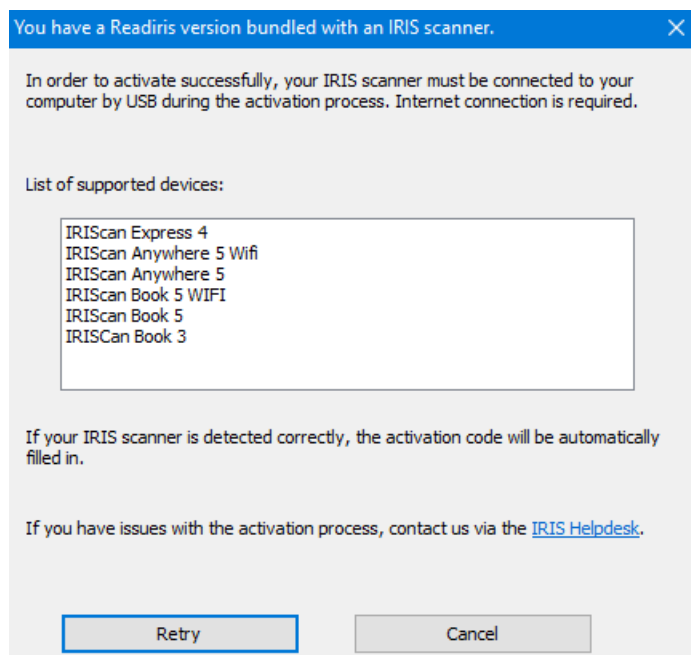 You have a Readiris version bundled with an IRIS scanner.
In order to activate successfully, your IRIS scanner must be connected to your
computer by USB during the activation process. Internet connection is required.
List of supported devices:
IRIScan Express 4
IRIScan Anywhere 5 Wifi
IRIScan Anywhere 5
IRIScan Book 5 WIFI
IRIScan Book 5
IRISCan Book 3
If your IRIS scanner is detected correctly, the activation code will be automatically
filled in.
If you have issues with the activation process, contact us via the IRIS Helpdesk.
Retry
Cancel